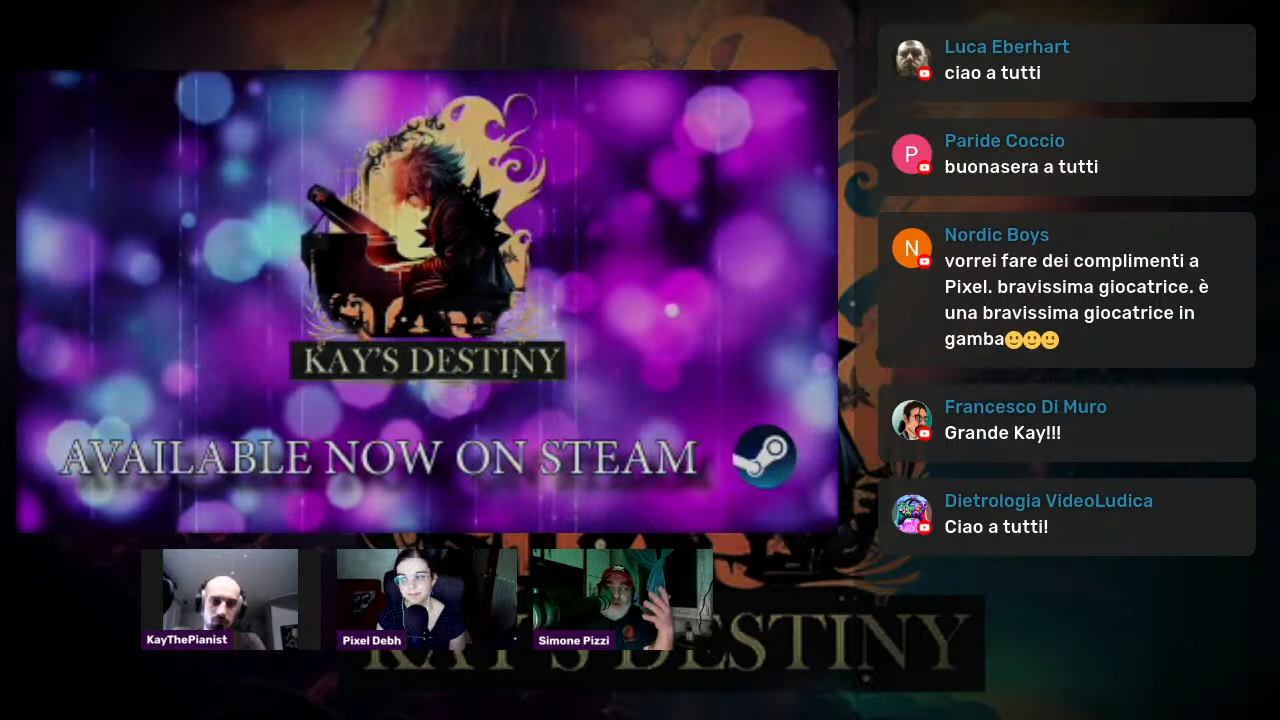 KAY'S DESTINY
AVAILABLE NOW ON STEAM
KayThePianist
Pixel Debh
Simone Pizzi
KAY'S DESTINY
Luca Eberhart
ciao a tutti
P
Paride Coccio
buonasera a tutti
N
Nordic Boys
vorrei fare dei complimenti a
Pixel. bravissima giocatrice. è
una bravissima giocatrice in
gamba🙂🙂🙂
Francesco Di Muro
Grande Kay!!!
Dietrologia VideoLudica
Ciao a tutti!